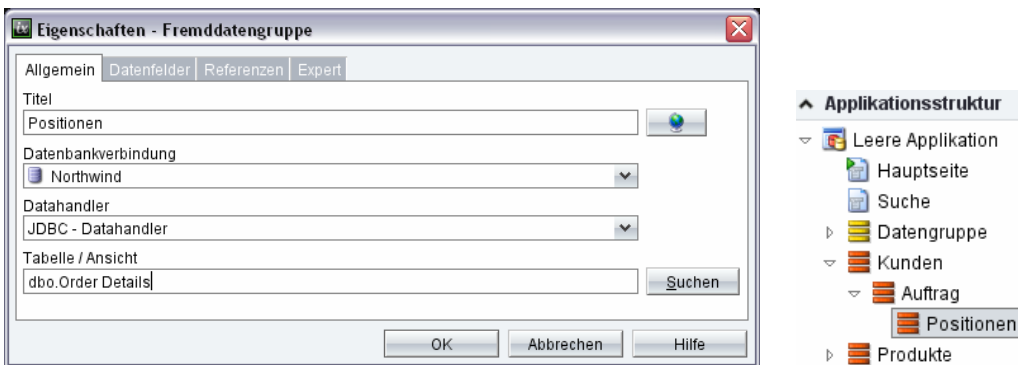 Eigenschaften - Fremddatengruppe
Allgemein Datenfelder Referenzen Expert
Titel
Positionen
Datenbankverbindung
Northwind
Datahandler
JDBC - Datahandler
Tabelle / Ansicht
dbo.Order Details
Suchen
OK Abbrechen Hilfe
Applikationsstruktur
Leere Applikation
Hauptseite
Suche
Datengruppe
Kunden
Auftrag
Positionen
Produkte